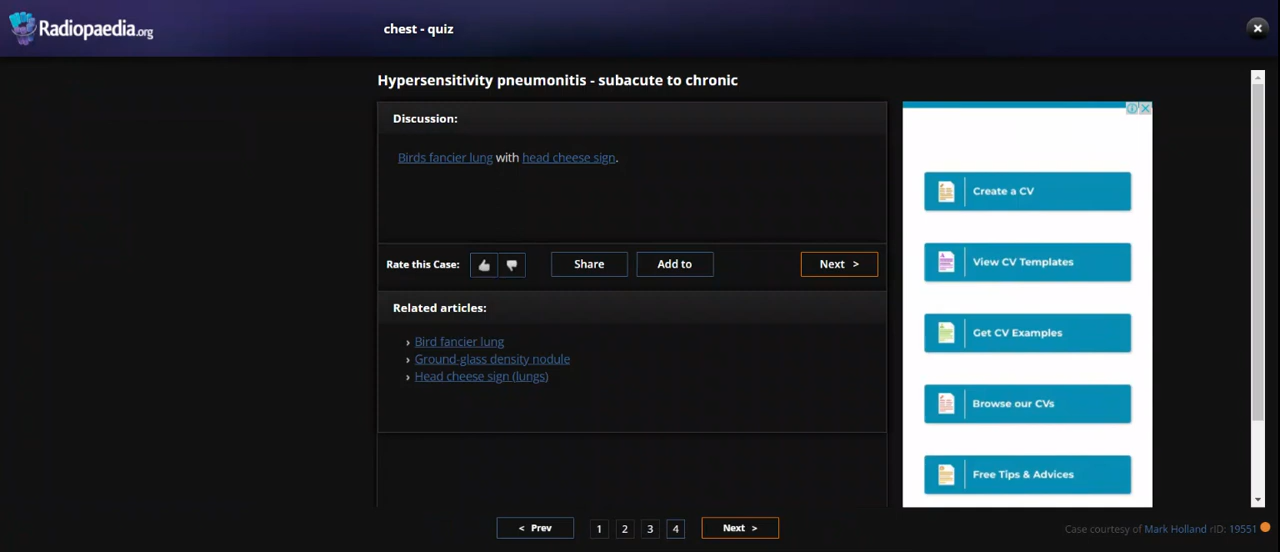 Radiopaedia.org
chest - quiz
Hypersensitivity pneumonitis - subacute to chronic
Discussion:
Birds fancier lung with head cheese sign.
Rate this Case:
Share
Add to
Next >
Related articles:
› Bird fancier lung
› Ground-glass density nodule
› Head cheese sign (lungs)
Create a CV
View CV Templates
Get CV Examples
Browse our CVs
Free Tips & Advices
< Prev 1 2 3 4 Next >
Case courtesy of Mark Holland rID: 19551